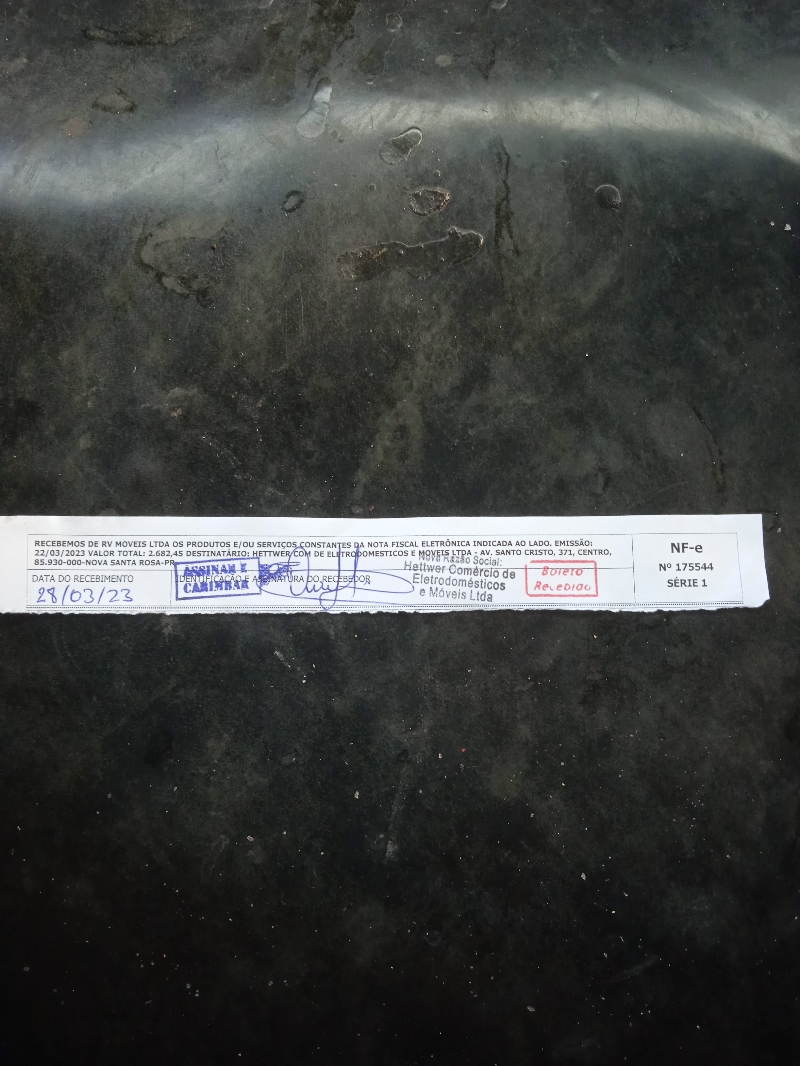 RECEBEMOS DE RV MOVEIS LTDA OS PRODUTOS E/OU SERVIÇOS CONSTANTES DA NOTA FISCAL ELETRÔNICA INDICADA AO LADO. EMISSÃO:
22/03/2023 VALOR TOTAL: 2.682,45 DESTINATÁRIO: HETTWER COM DE ELETRODOMESTICOS E MOVEIS LTDA - AV. SANTO CRISTO, 371, CENTRO,
85.930-000-NOVA SANTA ROSA-PR
DATA DO RECEBIMENTO
28/03/23
IDENTIFICAÇÃO E ASSINATURA DO RECEBEDOR
ASSINAR E
CARIMBAR
Nova Razão Social:
Hettwer Comércio de
Eletrodomésticos
e Móveis Ltda
BOLETO
RECEBIDO
NF-e
Nº 175544
SÉRIE 1